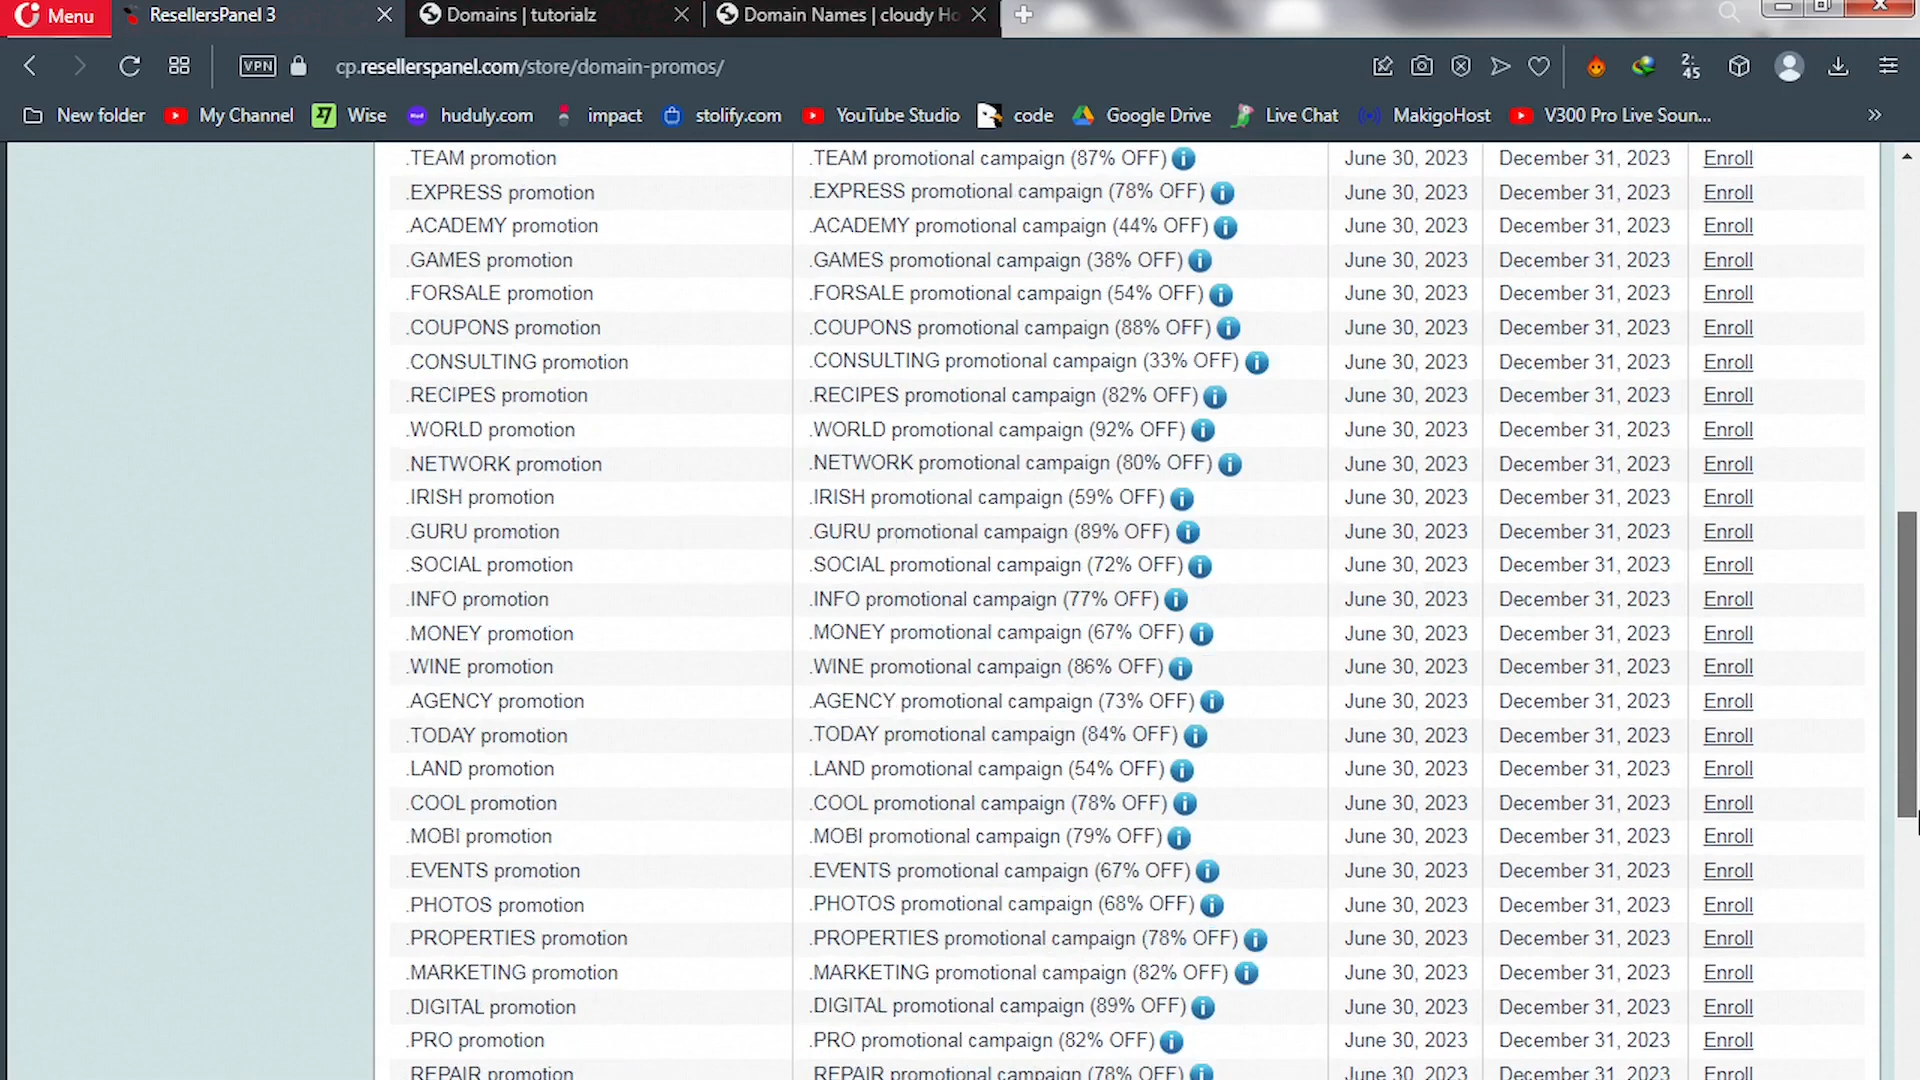 Menu ResellersPanel 3 Domains | tutorialz Domain Names | cloudy Ho
VPN cp.resellerspanel.com/store/domain-promos/ 2: 45
New folder My Channel Wise huduly.com impact stolify.com YouTube Studio code Google Drive Live Chat MakigoHost V300 Pro Live Soun... »
.TEAM promotion .TEAM promotional campaign (87% OFF) June 30, 2023 December 31, 2023 Enroll
.EXPRESS promotion .EXPRESS promotional campaign (78% OFF) June 30, 2023 December 31, 2023 Enroll
.ACADEMY promotion .ACADEMY promotional campaign (44% OFF) June 30, 2023 December 31, 2023 Enroll
.GAMES promotion .GAMES promotional campaign (38% OFF) June 30, 2023 December 31, 2023 Enroll
.FORSALE promotion .FORSALE promotional campaign (54% OFF) June 30, 2023 December 31, 2023 Enroll
.COUPONS promotion .COUPONS promotional campaign (88% OFF) June 30, 2023 December 31, 2023 Enroll
.CONSULTING promotion .CONSULTING promotional campaign (33% OFF) June 30, 2023 December 31, 2023 Enroll
.RECIPES promotion .RECIPES promotional campaign (82% OFF) June 30, 2023 December 31, 2023 Enroll
.WORLD promotion .WORLD promotional campaign (92% OFF) June 30, 2023 December 31, 2023 Enroll
.NETWORK promotion .NETWORK promotional campaign (80% OFF) June 30, 2023 December 31, 2023 Enroll
.IRISH promotion .IRISH promotional campaign (59% OFF) June 30, 2023 December 31, 2023 Enroll
.GURU promotion .GURU promotional campaign (89% OFF) June 30, 2023 December 31, 2023 Enroll
.SOCIAL promotion .SOCIAL promotional campaign (72% OFF) June 30, 2023 December 31, 2023 Enroll
.INFO promotion .INFO promotional campaign (77% OFF) June 30, 2023 December 31, 2023 Enroll
.MONEY promotion .MONEY promotional campaign (67% OFF) June 30, 2023 December 31, 2023 Enroll
.WINE promotion .WINE promotional campaign (86% OFF) June 30, 2023 December 31, 2023 Enroll
.AGENCY promotion .AGENCY promotional campaign (73% OFF) June 30, 2023 December 31, 2023 Enroll
.TODAY promotion .TODAY promotional campaign (84% OFF) June 30, 2023 December 31, 2023 Enroll
.LAND promotion .LAND promotional campaign (54% OFF) June 30, 2023 December 31, 2023 Enroll
.COOL promotion .COOL promotional campaign (78% OFF) June 30, 2023 December 31, 2023 Enroll
.MOBI promotion .MOBI promotional campaign (79% OFF) June 30, 2023 December 31, 2023 Enroll
.EVENTS promotion .EVENTS promotional campaign (67% OFF) June 30, 2023 December 31, 2023 Enroll
.PHOTOS promotion .PHOTOS promotional campaign (68% OFF) June 30, 2023 December 31, 2023 Enroll
.PROPERTIES promotion .PROPERTIES promotional campaign (78% OFF) June 30, 2023 December 31, 2023 Enroll
.MARKETING promotion .MARKETING promotional campaign (82% OFF) June 30, 2023 December 31, 2023 Enroll
.DIGITAL promotion .DIGITAL promotional campaign (89% OFF) June 30, 2023 December 31, 2023 Enroll
.PRO promotion .PRO promotional campaign (82% OFF) June 30, 2023 December 31, 2023 Enroll
.REPAIR promotion .REPAIR promotional campaign (78% OFF) June 30, 2023 December 31, 2023 Enroll